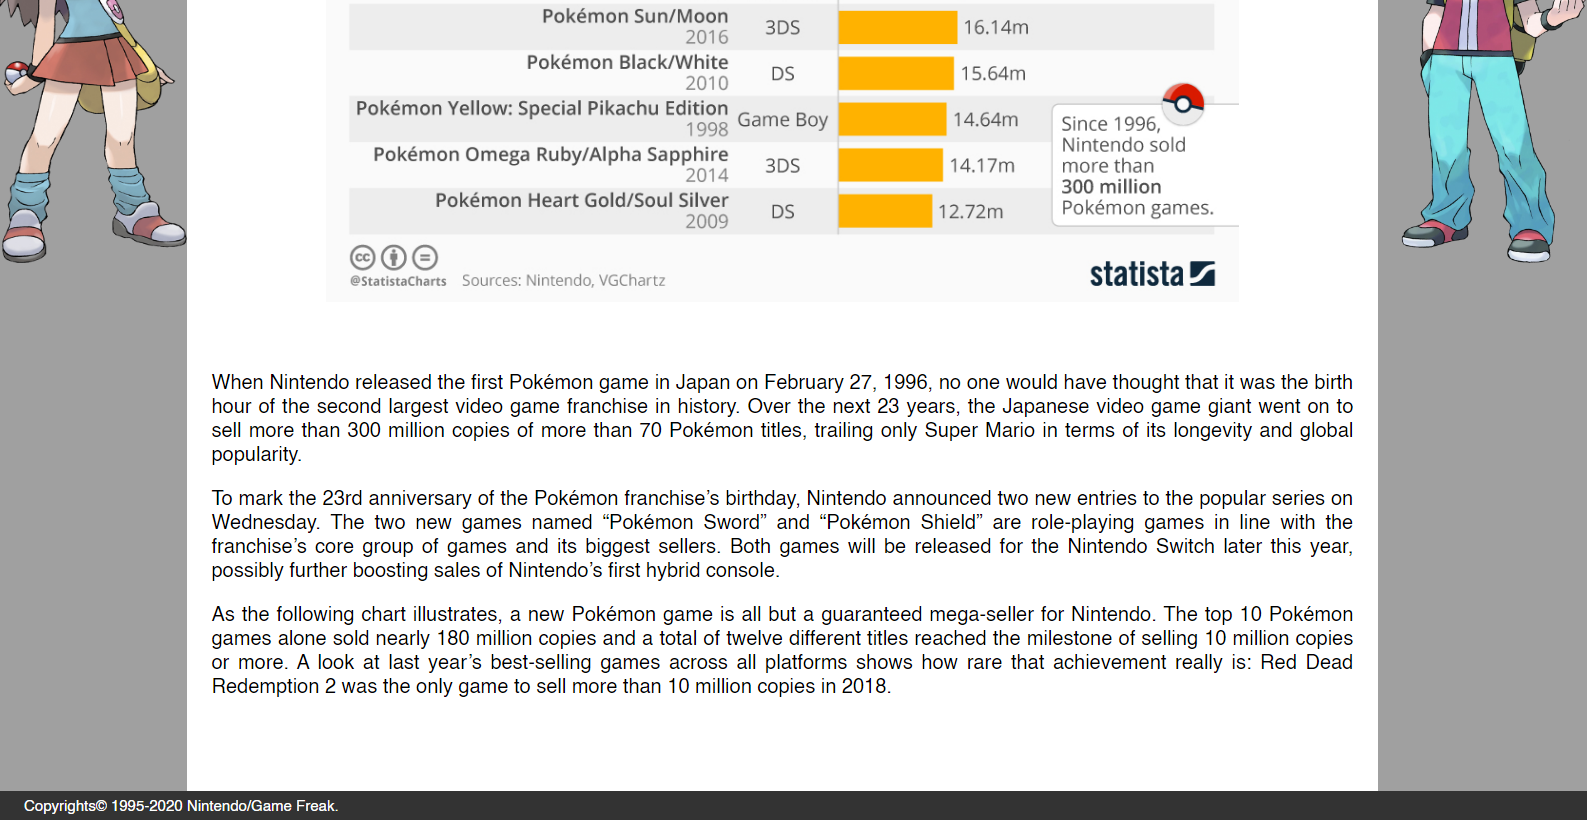 Pokémon Sun/Moon
2016
3DS
16.14m
Pokémon Black/White
2010
DS
15.64m
Pokémon Yellow: Special Pikachu Edition
1998
Game Boy
14.64m
Pokémon Omega Ruby/Alpha Sapphire
2014
3DS
14.17m
Pokémon Heart Gold/Soul Silver
2009
DS
12.72m
Since 1996,
Nintendo sold
more than
300 million
Pokémon games.
cc
@StatistaCharts Sources: Nintendo, VGChartz
statista
When Nintendo released the first Pokémon game in Japan on February 27, 1996, no one would have thought that it was the birth
hour of the second largest video game franchise in history. Over the next 23 years, the Japanese video game giant went on to
sell more than 300 million copies of more than 70 Pokémon titles, trailing only Super Mario in terms of its longevity and global
popularity.
To mark the 23rd anniversary of the Pokémon franchise’s birthday, Nintendo announced two new entries to the popular series on
Wednesday. The two new games named “Pokémon Sword” and “Pokémon Shield” are role-playing games in line with the
franchise’s core group of games and its biggest sellers. Both games will be released for the Nintendo Switch later this year,
possibly further boosting sales of Nintendo’s first hybrid console.
As the following chart illustrates, a new Pokémon game is all but a guaranteed mega-seller for Nintendo. The top 10 Pokémon
games alone sold nearly 180 million copies and a total of twelve different titles reached the milestone of selling 10 million copies
or more. A look at last year’s best-selling games across all platforms shows how rare that achievement really is: Red Dead
Redemption 2 was the only game to sell more than 10 million copies in 2018.
Copyrights© 1995-2020 Nintendo/Game Freak.